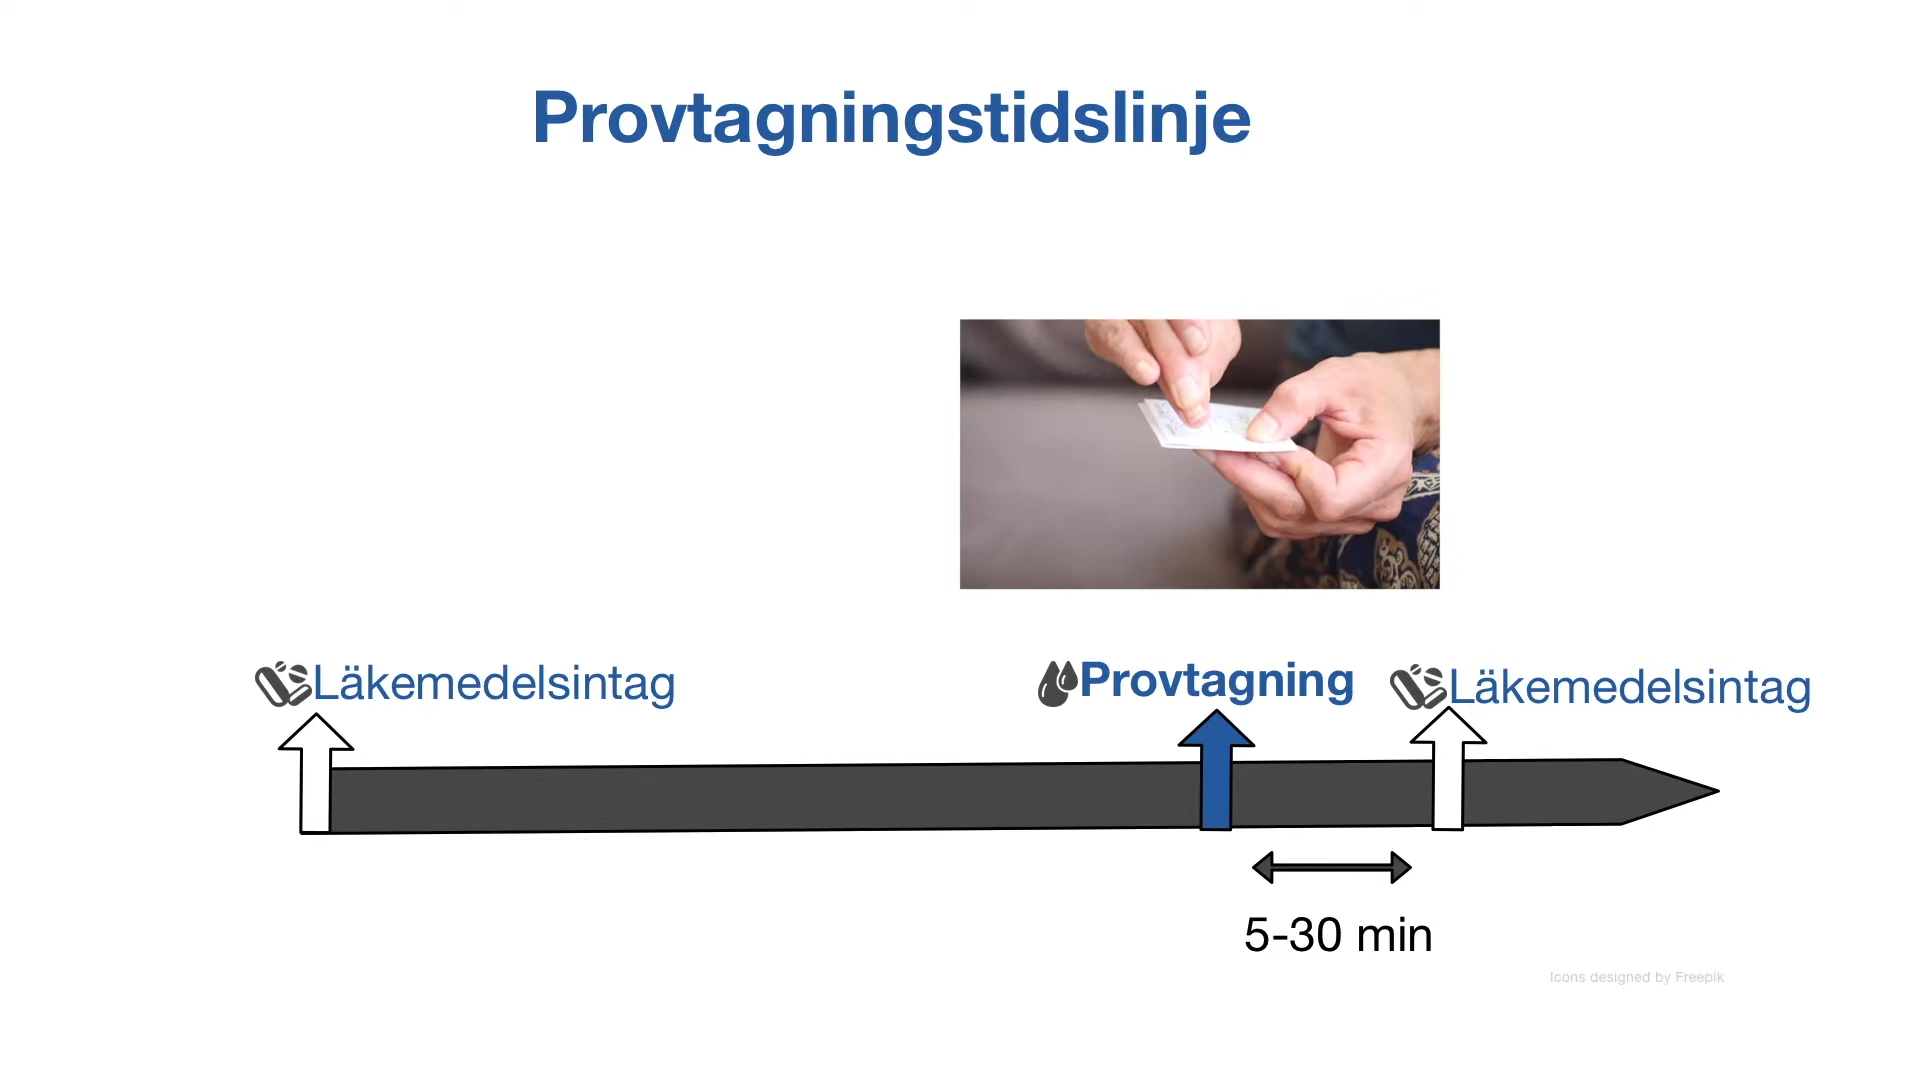 Provtagningstidslinje
Läkemedelsintag
Provtagning
Läkemedelsintag
5-30 min
Icons designed by Freepik